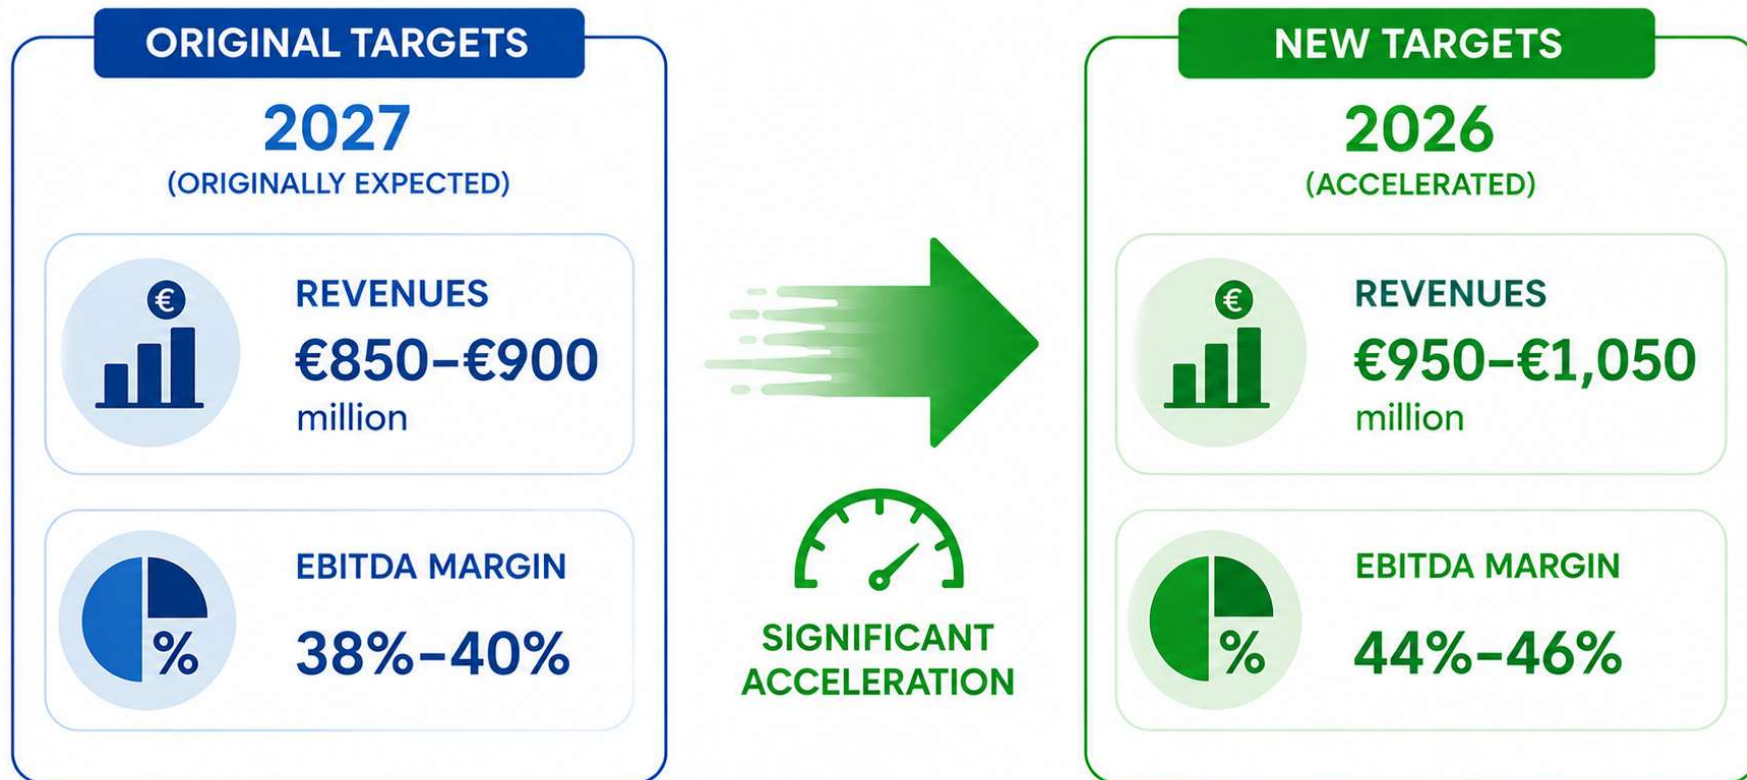 ORIGINAL TARGETS
2027
(ORIGINALLY EXPECTED)
€
REVENUES
€850–€900
million
%
EBITDA MARGIN
38%–40%
SIGNIFICANT
ACCELERATION
NEW TARGETS
2026
(ACCELERATED)
€
REVENUES
€950–€1,050
million
%
EBITDA MARGIN
44%–46%